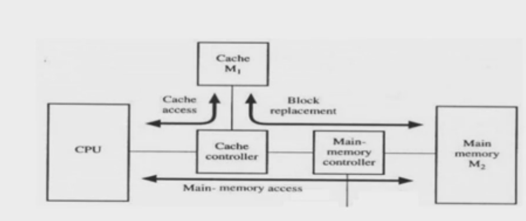 Cache
M1
Cache
access
Block
replacement
CPU
Cache
controller
Main-
memory
controller
Main
memory
M2
Main- memory access